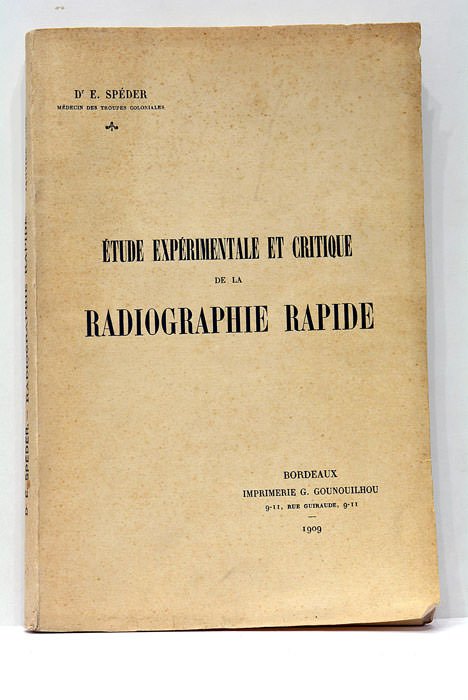 Dr E. SPÉDER
MÉDECIN DES TROUPES COLONIALES
ÉTUDE EXPÉRIMENTALE ET CRITIQUE
DE LA
RADIOGRAPHIE RAPIDE
BORDEAUX
IMPRIMERIE G. GOUNOUILHOU
9-11, RUE GUIRAUDE, 9-11
1909
D E. SPÉDER. - RADIOGRAPHIE RAPIDE